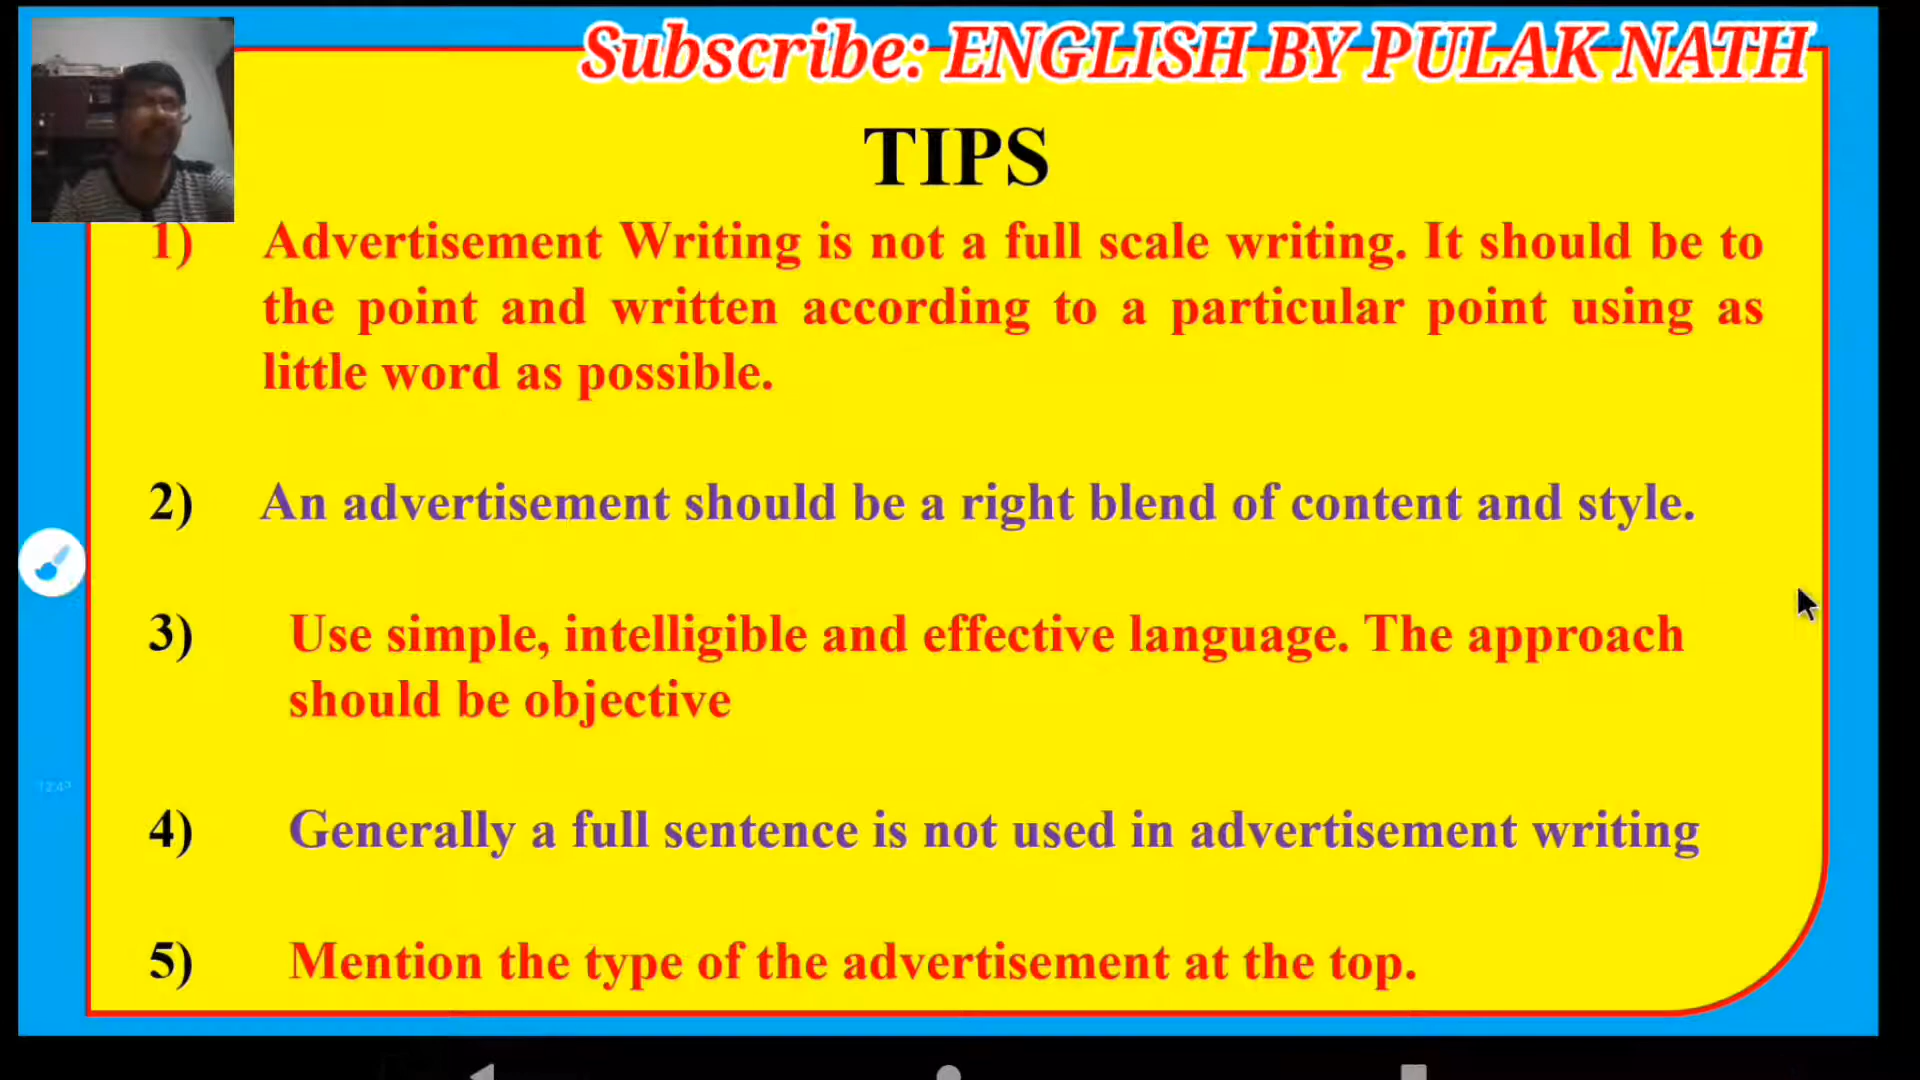 Subscribe: ENGLISH BY PULAK NATH
TIPS
1) Advertisement Writing is not a full scale writing. It should be to
the point and written according to a particular point using as
little word as possible.
2) An advertisement should be a right blend of content and style.
3) Use simple, intelligible and effective language. The approach
should be objective
4) Generally a full sentence is not used in advertisement writing
5) Mention the type of the advertisement at the top.